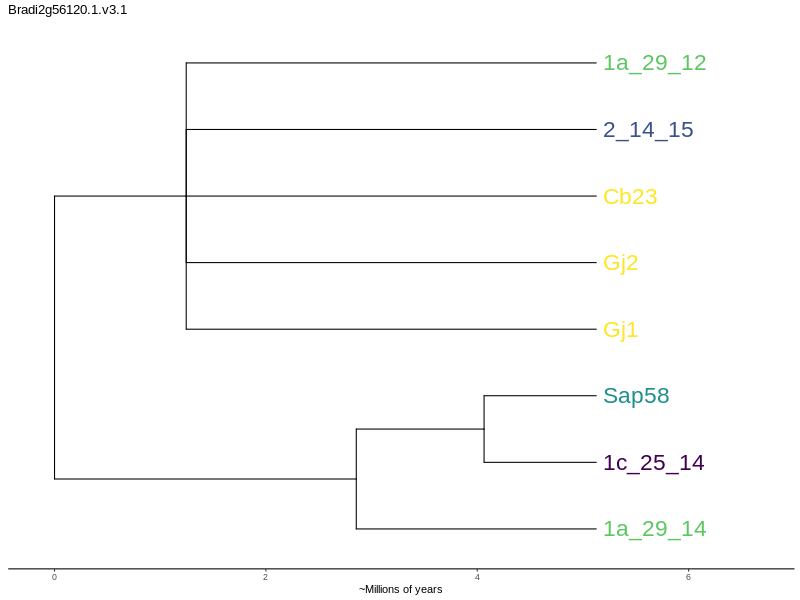 Bradi2g56120.1.v3.1
1a_29_12
2_14_15
Cb23
Gj2
Gj1
Sap58
1c_25_14
1a_29_14
0 2 4 6
~Millions of years